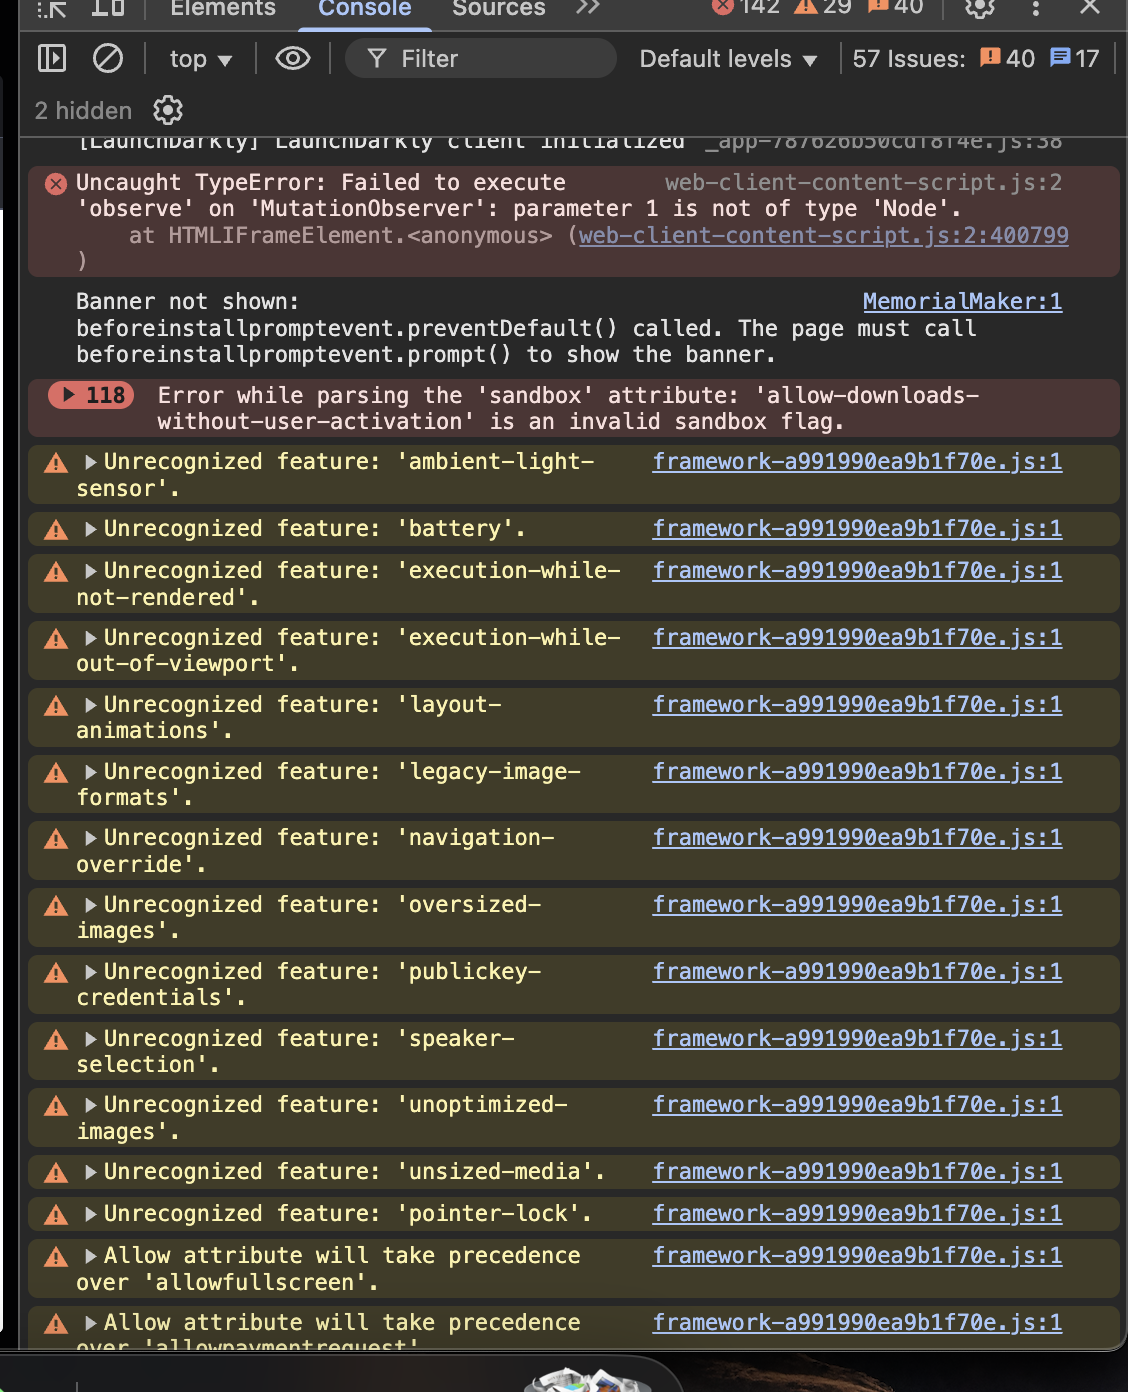 Elements Console Sources 142 29 40
top Filter Default levels 57 Issues: 40 17
2 hidden
[LaunchDarkly] LaunchDarkly client initialized _app-787626b50cdf8f4e.js:38
Uncaught TypeError: Failed to execute web-client-content-script.js:2
'observe' on 'MutationObserver': parameter 1 is not of type 'Node'.
at HTMLIFrameElement.<anonymous> (web-client-content-script.js:2:400799
)
Banner not shown: MemorialMaker:1
beforeinstallpromptevent.preventDefault() called. The page must call
beforeinstallpromptevent.prompt() to show the banner.
118 Error while parsing the 'sandbox' attribute: 'allow-downloads-
without-user-activation' is an invalid sandbox flag.
Unrecognized feature: 'ambient-light- framework-a991990ea9b1f70e.js:1
sensor'.
Unrecognized feature: 'battery'. framework-a991990ea9b1f70e.js:1
Unrecognized feature: 'execution-while- framework-a991990ea9b1f70e.js:1
not-rendered'.
Unrecognized feature: 'execution-while- framework-a991990ea9b1f70e.js:1
out-of-viewport'.
Unrecognized feature: 'layout- framework-a991990ea9b1f70e.js:1
animations'.
Unrecognized feature: 'legacy-image- framework-a991990ea9b1f70e.js:1
formats'.
Unrecognized feature: 'navigation- framework-a991990ea9b1f70e.js:1
override'.
Unrecognized feature: 'oversized- framework-a991990ea9b1f70e.js:1
images'.
Unrecognized feature: 'publickey- framework-a991990ea9b1f70e.js:1
credentials'.
Unrecognized feature: 'speaker- framework-a991990ea9b1f70e.js:1
selection'.
Unrecognized feature: 'unoptimized- framework-a991990ea9b1f70e.js:1
images'.
Unrecognized feature: 'unsized-media'. framework-a991990ea9b1f70e.js:1
Unrecognized feature: 'pointer-lock'. framework-a991990ea9b1f70e.js:1
Allow attribute will take precedence framework-a991990ea9b1f70e.js:1
over 'allowfullscreen'.
Allow attribute will take precedence framework-a991990ea9b1f70e.js:1
over 'allowpaymentrequest'